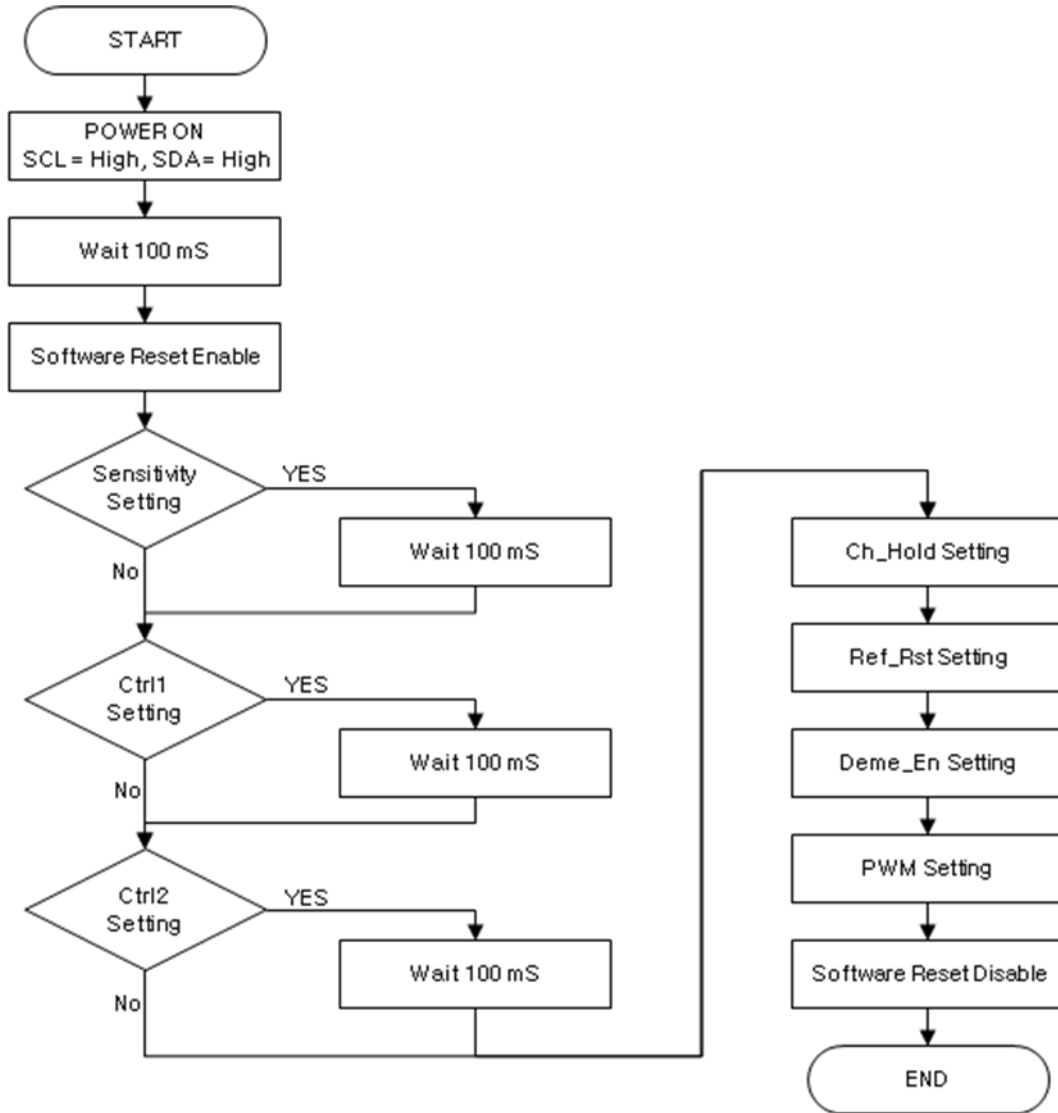 START
POWER ON
SCL = High, SDA = High
Wait 100 mS
Software Reset Enable
Sensitivity
Setting
YES
Wait 100 mS
No
Ctrl1
Setting
YES
Wait 100 mS
No
Ctrl2
Setting
YES
Wait 100 mS
No
Ch_Hold Setting
Ref_Rst Setting
Deme_En Setting
PWM Setting
Software Reset Disable
END